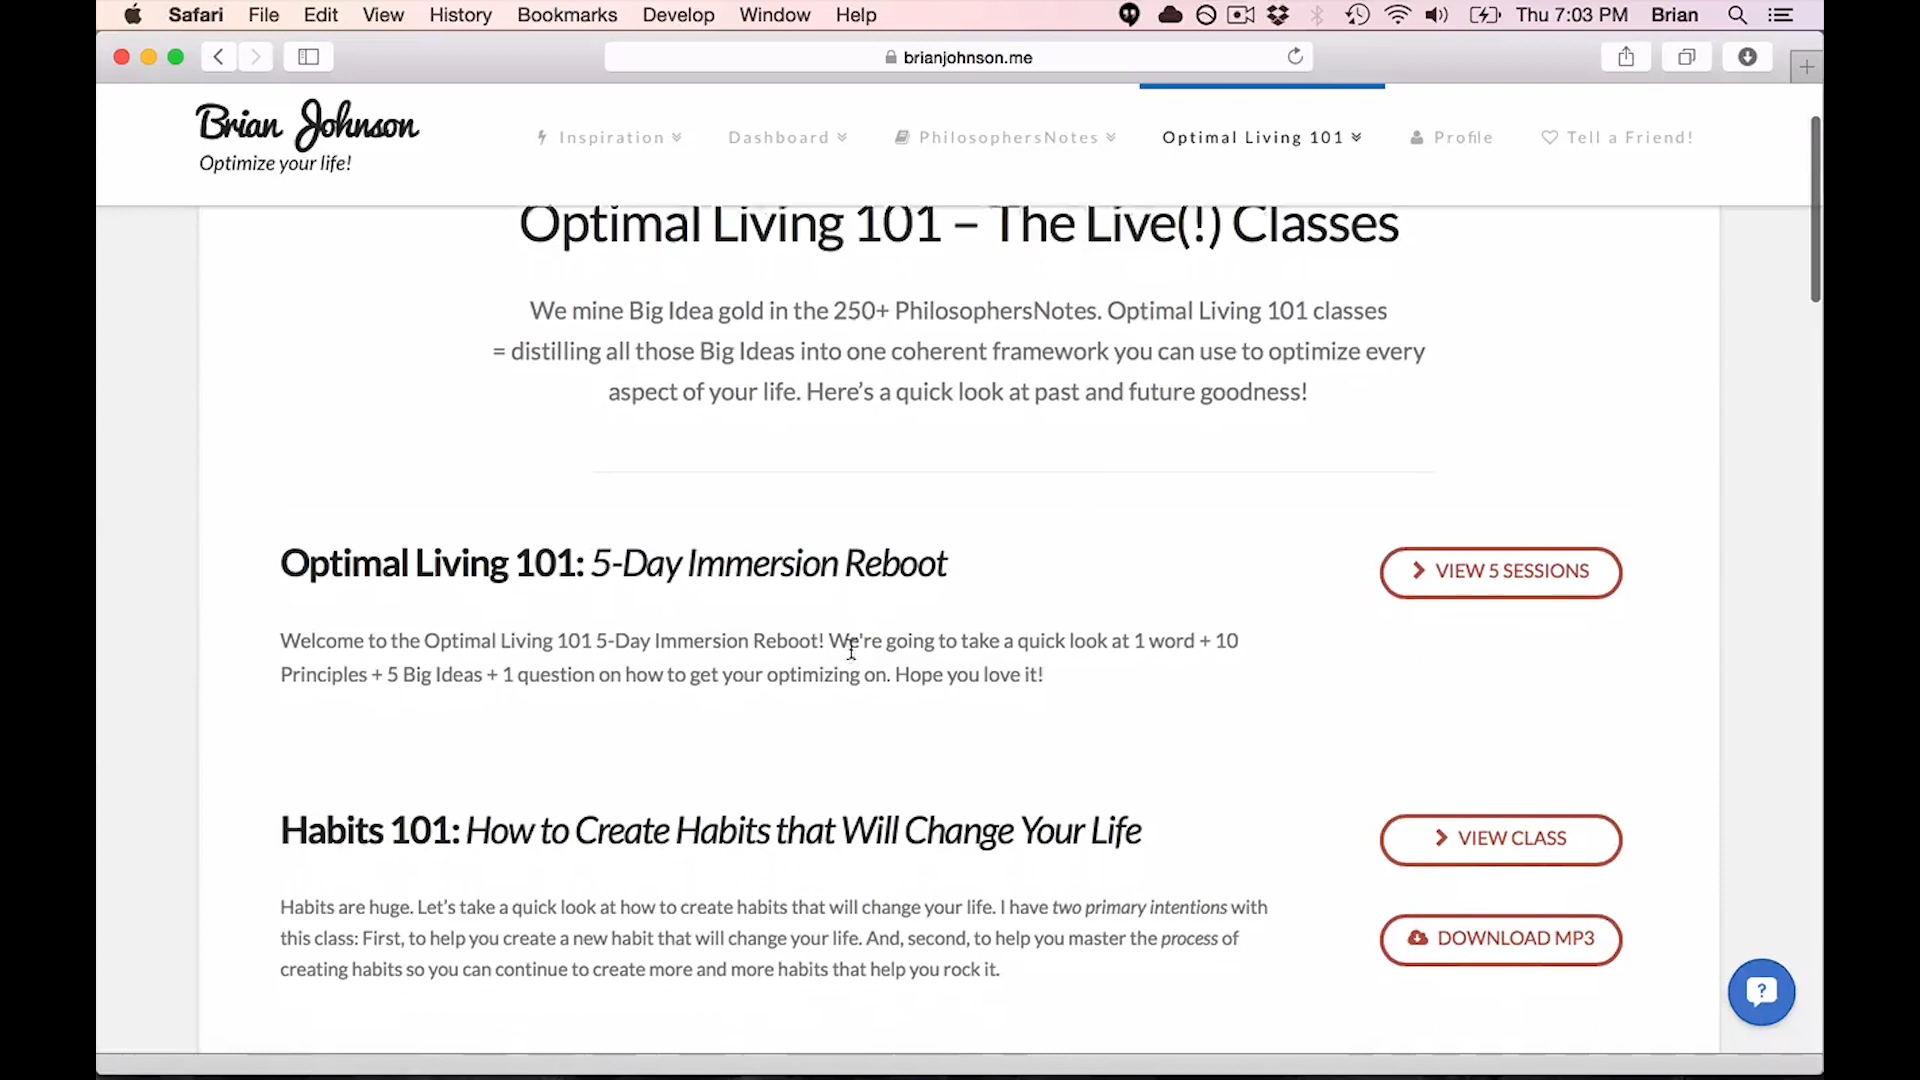 Safari File Edit View History Bookmarks Develop Window Help Thu 7:03 PM Brian
brianjohnson.me
Brian Johnson
Optimize your life!
Inspiration Dashboard PhilosophersNotes Optimal Living 101 Profile Tell a Friend!
Optimal Living 101 – The Live(!) Classes
We mine Big Idea gold in the 250+ PhilosophersNotes. Optimal Living 101 classes
= distilling all those Big Ideas into one coherent framework you can use to optimize every
aspect of your life. Here’s a quick look at past and future goodness!
Optimal Living 101: 5-Day Immersion Reboot
VIEW 5 SESSIONS
Welcome to the Optimal Living 101 5-Day Immersion Reboot! We're going to take a quick look at 1 word + 10
Principles + 5 Big Ideas + 1 question on how to get your optimizing on. Hope you love it!
Habits 101: How to Create Habits that Will Change Your Life
VIEW CLASS
Habits are huge. Let’s take a quick look at how to create habits that will change your life. I have two primary intentions with
this class: First, to help you create a new habit that will change your life. And, second, to help you master the process of
creating habits so you can continue to create more and more habits that help you rock it.
DOWNLOAD MP3